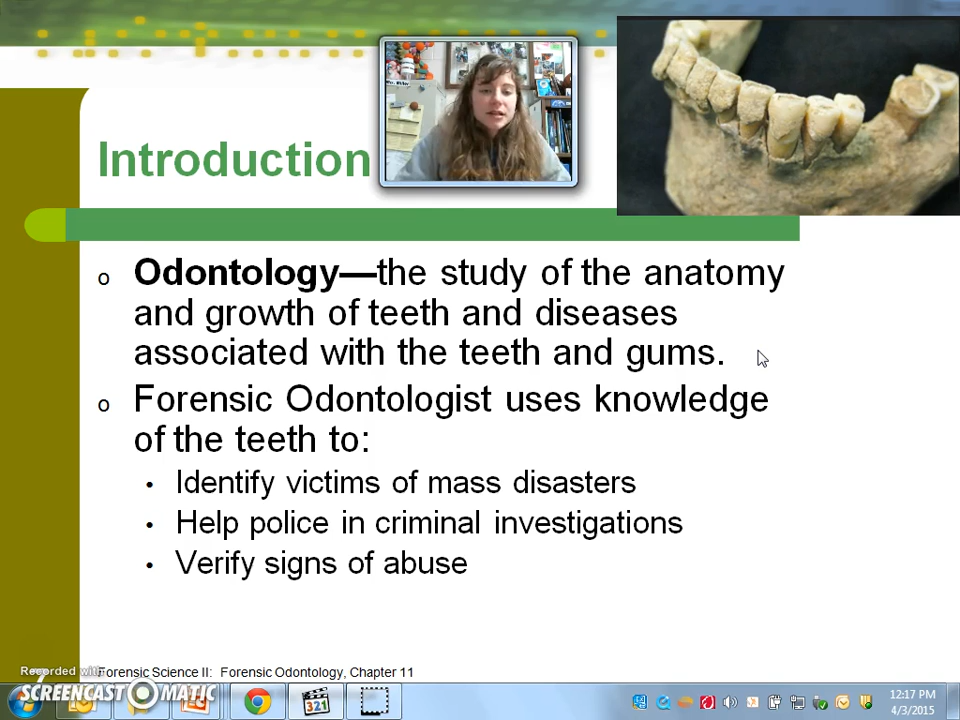 Introduction
o Odontology—the study of the anatomy
and growth of teeth and diseases
associated with the teeth and gums.
o Forensic Odontologist uses knowledge
of the teeth to:
• Identify victims of mass disasters
• Help police in criminal investigations
• Verify signs of abuse
Forensic Science II: Forensic Odontology, Chapter 11
Recorded with
SCREENCAST-O-MATIC
321
12:17 PM
4/3/2015